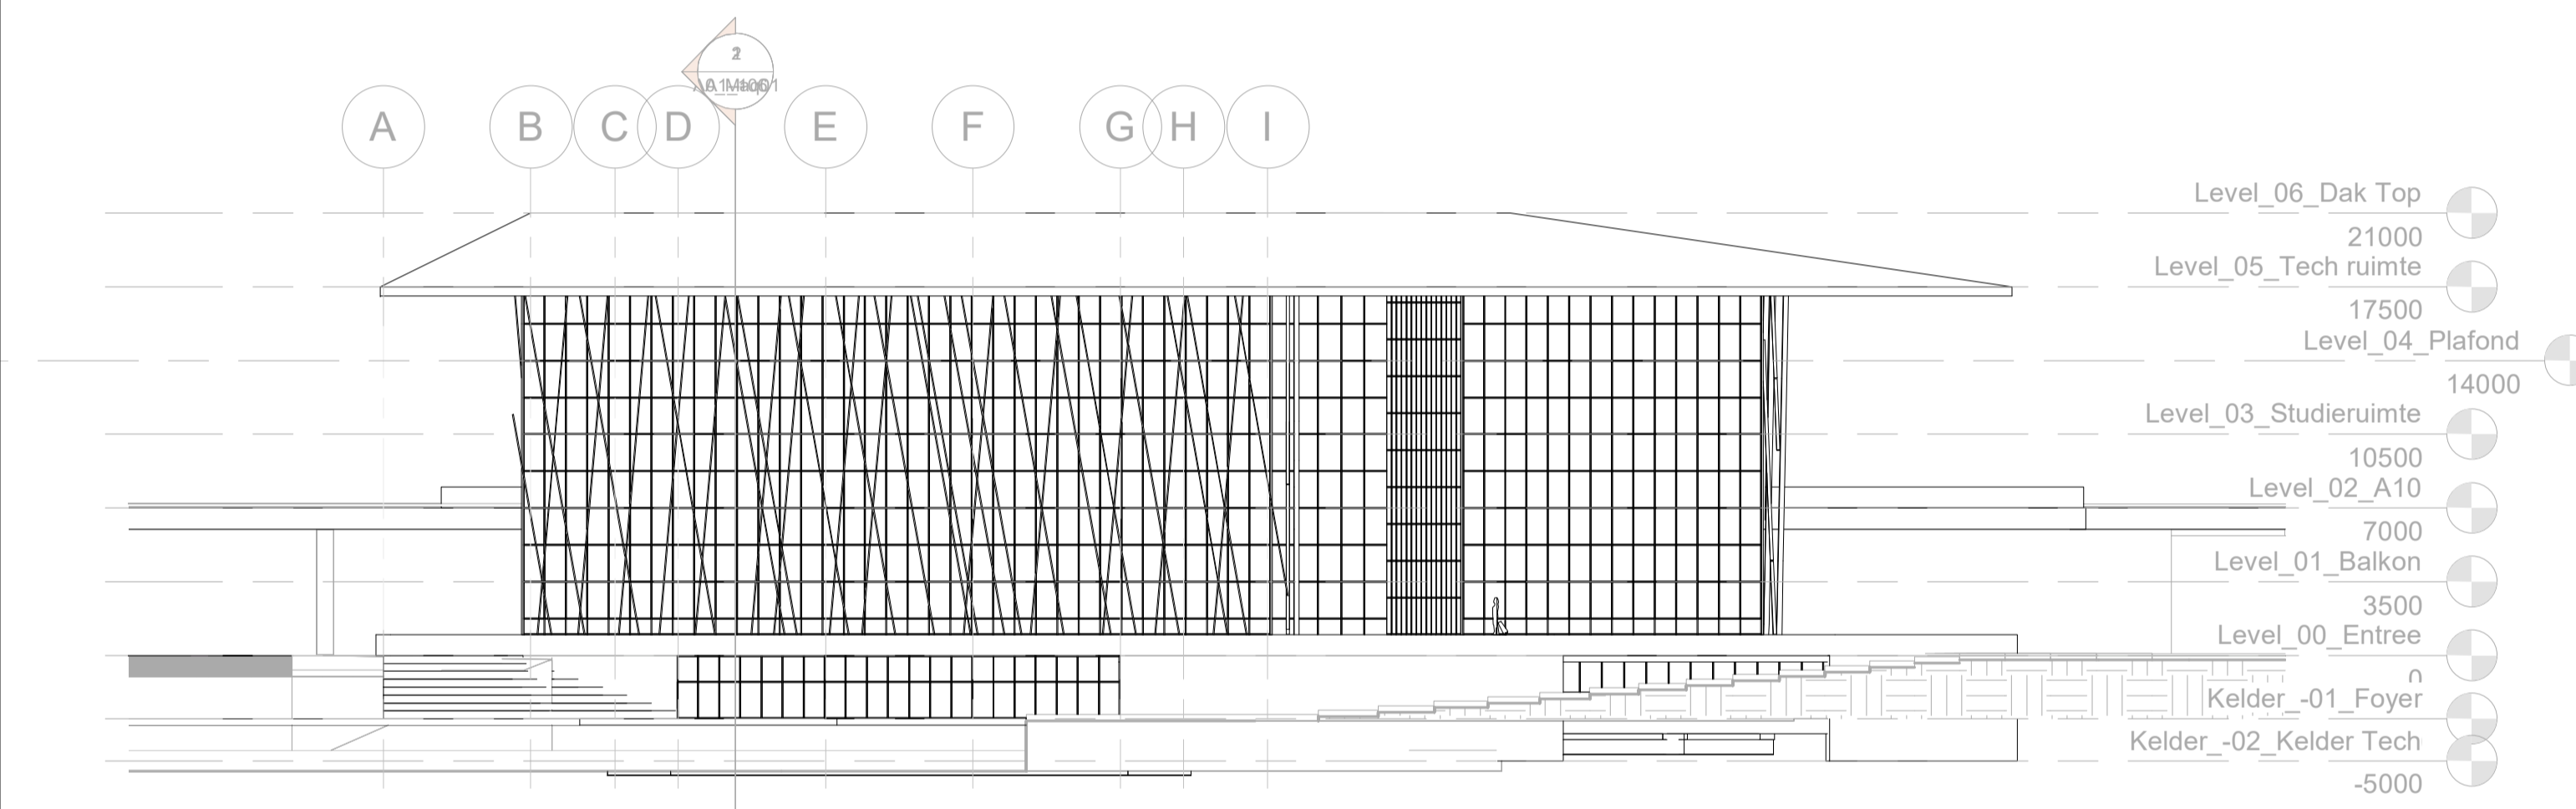 2
A B C D E F G H I
Level_06_Dak Top
21000
Level_05_Tech ruimte
17500
Level_04_Plafond
14000
Level_03_Studieruimte
10500
Level_02_A10
7000
Level_01_Balkon
3500
Level_00_Entree
0
Kelder_-01_Foyer
Kelder_-02_Kelder Tech
-5000